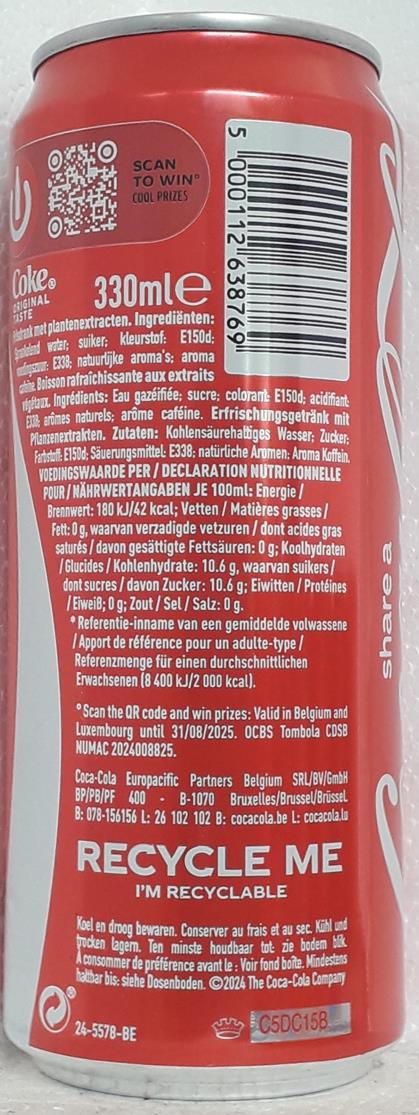 SCAN
TO WIN°
COOL PRIZES
5 000112 638769
Coke®
ORIGINAL
TASTE
330ml e
met plantenextracten. Ingrediënten:
water; suiker; kleurstof: E150d;
E338; natuurlijke aroma's; aroma
Boisson rafraîchissante aux extraits
végétaux. Ingrédients: Eau gazéifiée; sucre; colorant: E150d; acidifiant:
E338; arômes naturels; arôme caféine. Erfrischungsgetränk mit
Pflanzenextrakten. Zutaten: Kohlensäurehaltiges Wasser; Zucker;
Farbstoff: E150d; Säuerungsmittel: E338; natürliche Aromen; Aroma Koffein.
VOEDINGSWAARDE PER / DECLARATION NUTRITIONNELLE
POUR / NÄHRWERTANGABEN JE 100ml: Energie /
Brennwert: 180 kJ/42 kcal; Vetten / Matières grasses /
Fett: 0 g, waarvan verzadigde vetzuren / dont acides gras
saturés / davon gesättigte Fettsäuren: 0 g; Koolhydraten
/ Glucides / Kohlenhydrate: 10.6 g, waarvan suikers /
dont sucres / davon Zucker: 10.6 g; Eiwitten / Protéines
/ Eiweiß: 0 g; Zout / Sel / Salz: 0 g.
* Referentie-inname van een gemiddelde volwassene
/ Apport de référence pour un adulte-type /
Referenzmenge für einen durchschnittlichen
Erwachsenen (8 400 kJ/2 000 kcal).
° Scan the QR code and win prizes: Valid in Belgium and
Luxembourg until 31/08/2025. OCBS Tombola CDSB
NUMAC 2024008825.
Coca-Cola Europacific Partners Belgium SRL/BV/GmbH
BP/PB/PF 400 - B-1070 Bruxelles/Brussel/Brüssel.
B: 078-156156 L: 26 102 102 B: cocacola.be L: cocacola.lu
RECYCLE ME
I'M RECYCLABLE
Koel en droog bewaren. Conserver au frais et au sec. Kühl und
trocken lagern. Ten minste houdbaar tot: zie bodem blik.
À consommer de préférence avant le : Voir fond boîte. Mindestens
haltbar bis: siehe Dosenboden. ©2024 The Coca-Cola Company
24-5578-BE
C5DC15B
share a